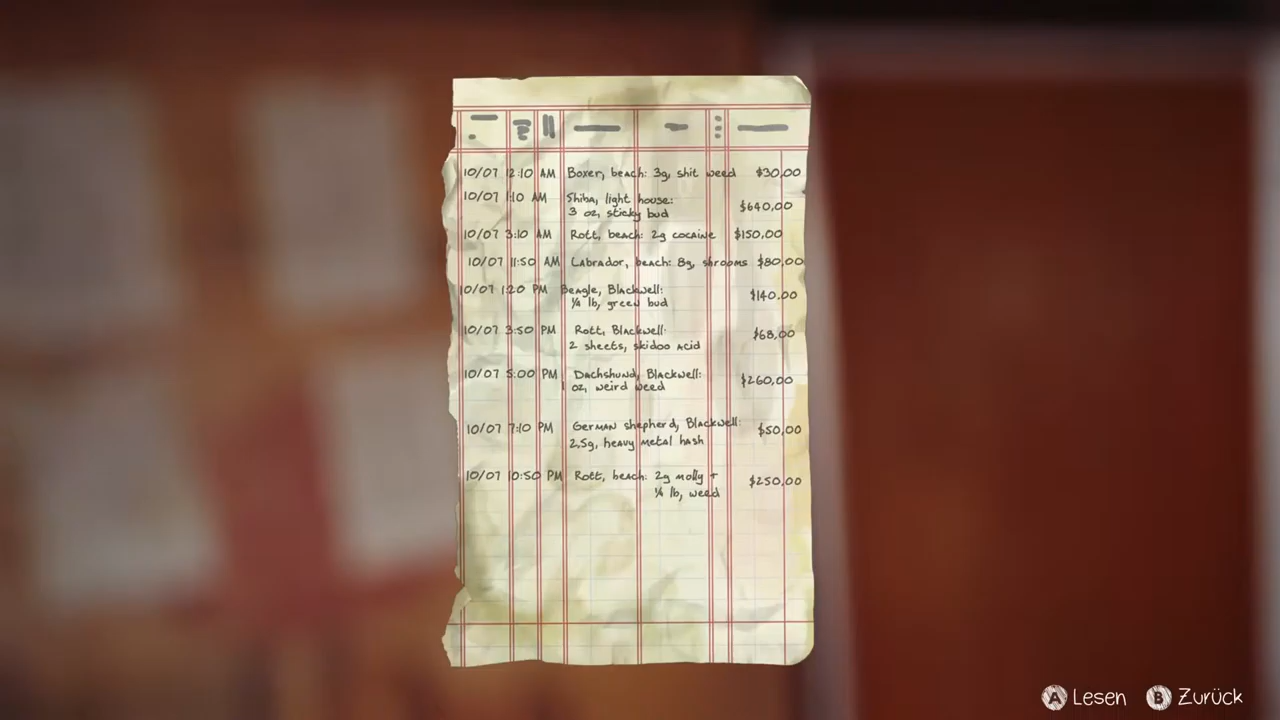 10/07 12:10 AM Boxer, beach: 3g, shit weed $30,00
10/07 1:10 AM Shiba, light house: $640,00
3 oz, sticky bud
10/07 3:10 AM Rott, beach: 2g cocaine $150,00
10/07 11:50 AM Labrador, beach: 8g, shrooms $80,00
10/07 1:20 PM Beagle, Blackwell: $140,00
¼ lb, green bud
10/07 3:50 PM Rott, Blackwell: $68,00
2 sheets, skidoo acid
10/07 5:00 PM Dachshund, Blackwell: $260,00
1 oz, weird weed
10/07 7:10 PM German shepherd, Blackwell: $50,00
2,5g, heavy metal hash
10/07 10:50 PM Rott, beach: 2g molly + $250,00
¼ lb, weed
A Lesen B Zurück